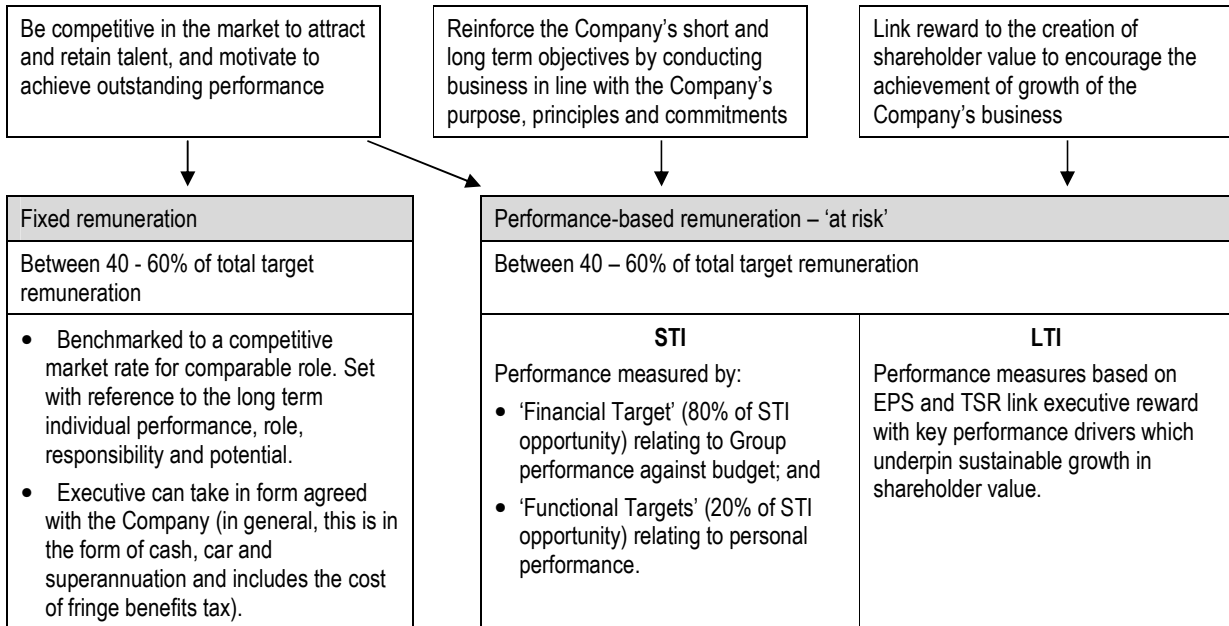 Be competitive in the market to attract
and retain talent, and motivate to
achieve outstanding performance
Reinforce the Company’s short and
long term objectives by conducting
business in line with the Company’s
purpose, principles and commitments
Link reward to the creation of
shareholder value to encourage the
achievement of growth of the
Company’s business
Fixed remuneration
Between 40 - 60% of total target
remuneration
• Benchmarked to a competitive
market rate for comparable role. Set
with reference to the long term
individual performance, role,
responsibility and potential.
• Executive can take in form agreed
with the Company (in general, this is in
the form of cash, car and
superannuation and includes the cost
of fringe benefits tax).
Performance-based remuneration – ‘at risk’
Between 40 – 60% of total target remuneration
STI
Performance measured by:
• ‘Financial Target’ (80% of STI
opportunity) relating to Group
performance against budget; and
• ‘Functional Targets’ (20% of STI
opportunity) relating to personal
performance.
LTI
Performance measures based on
EPS and TSR link executive reward
with key performance drivers which
underpin sustainable growth in
shareholder value.